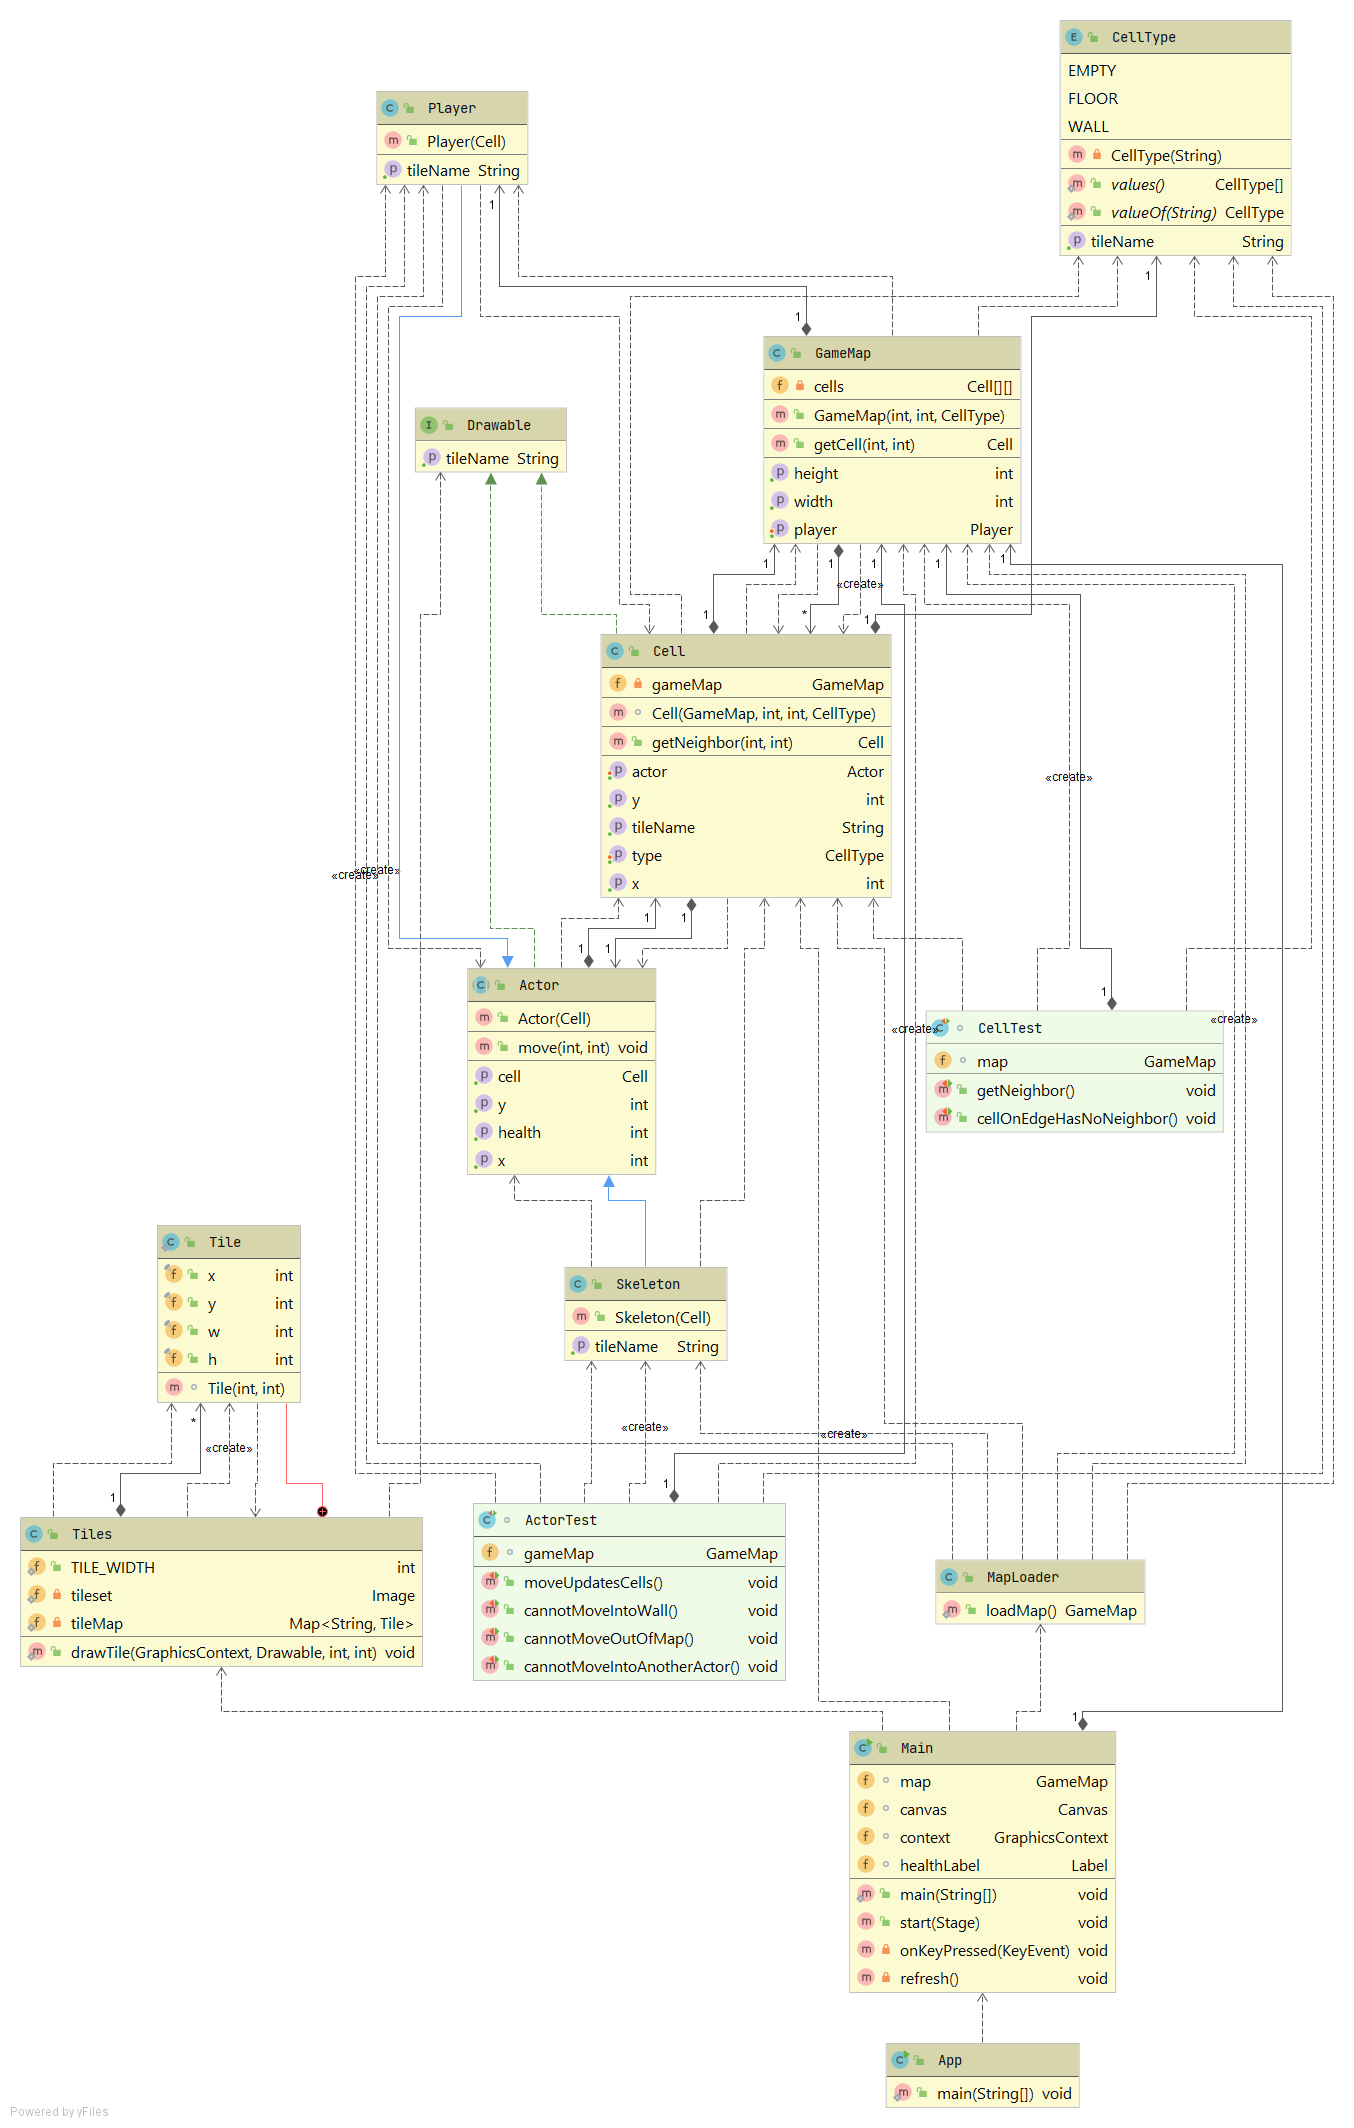 CellType
EMPTY
FLOOR
WALL
CellType(String)
values() CellType[]
valueOf(String) CellType
tileName String
Player
Player(Cell)
tileName String
1
1
1
GameMap
cells Cell[][]
GameMap(int, int, CellType)
getCell(int, int) Cell
height int
width int
player Player
Drawable
tileName String
1
1
1
1
1
«create»
1
*
1
Cell
gameMap GameMap
Cell(GameMap, int, int, CellType)
getNeighbor(int, int) Cell
actor Actor
y int
tileName String
type CellType
x int
«create»
«create»
«create»
1
1
1
1
Actor
Actor(Cell)
move(int, int) void
cell Cell
y int
health int
x int
1
«create»
«create»
CellTest
map GameMap
getNeighbor() void
cellOnEdgeHasNoNeighbor() void
Tile
x int
y int
w int
h int
Tile(int, int)
Skeleton
Skeleton(Cell)
tileName String
*
«create»
«create»
«create»
1
1
Tiles
TILE_WIDTH int
tileset Image
tileMap Map<String, Tile>
drawTile(GraphicsContext, Drawable, int, int) void
ActorTest
gameMap GameMap
moveUpdatesCells() void
cannotMoveIntoWall() void
cannotMoveOutOfMap() void
cannotMoveIntoAnotherActor() void
MapLoader
loadMap() GameMap
1
Main
map GameMap
canvas Canvas
context GraphicsContext
healthLabel Label
main(String[]) void
start(Stage) void
onKeyPressed(KeyEvent) void
refresh() void
App
main(String[]) void
Powered by yFiles